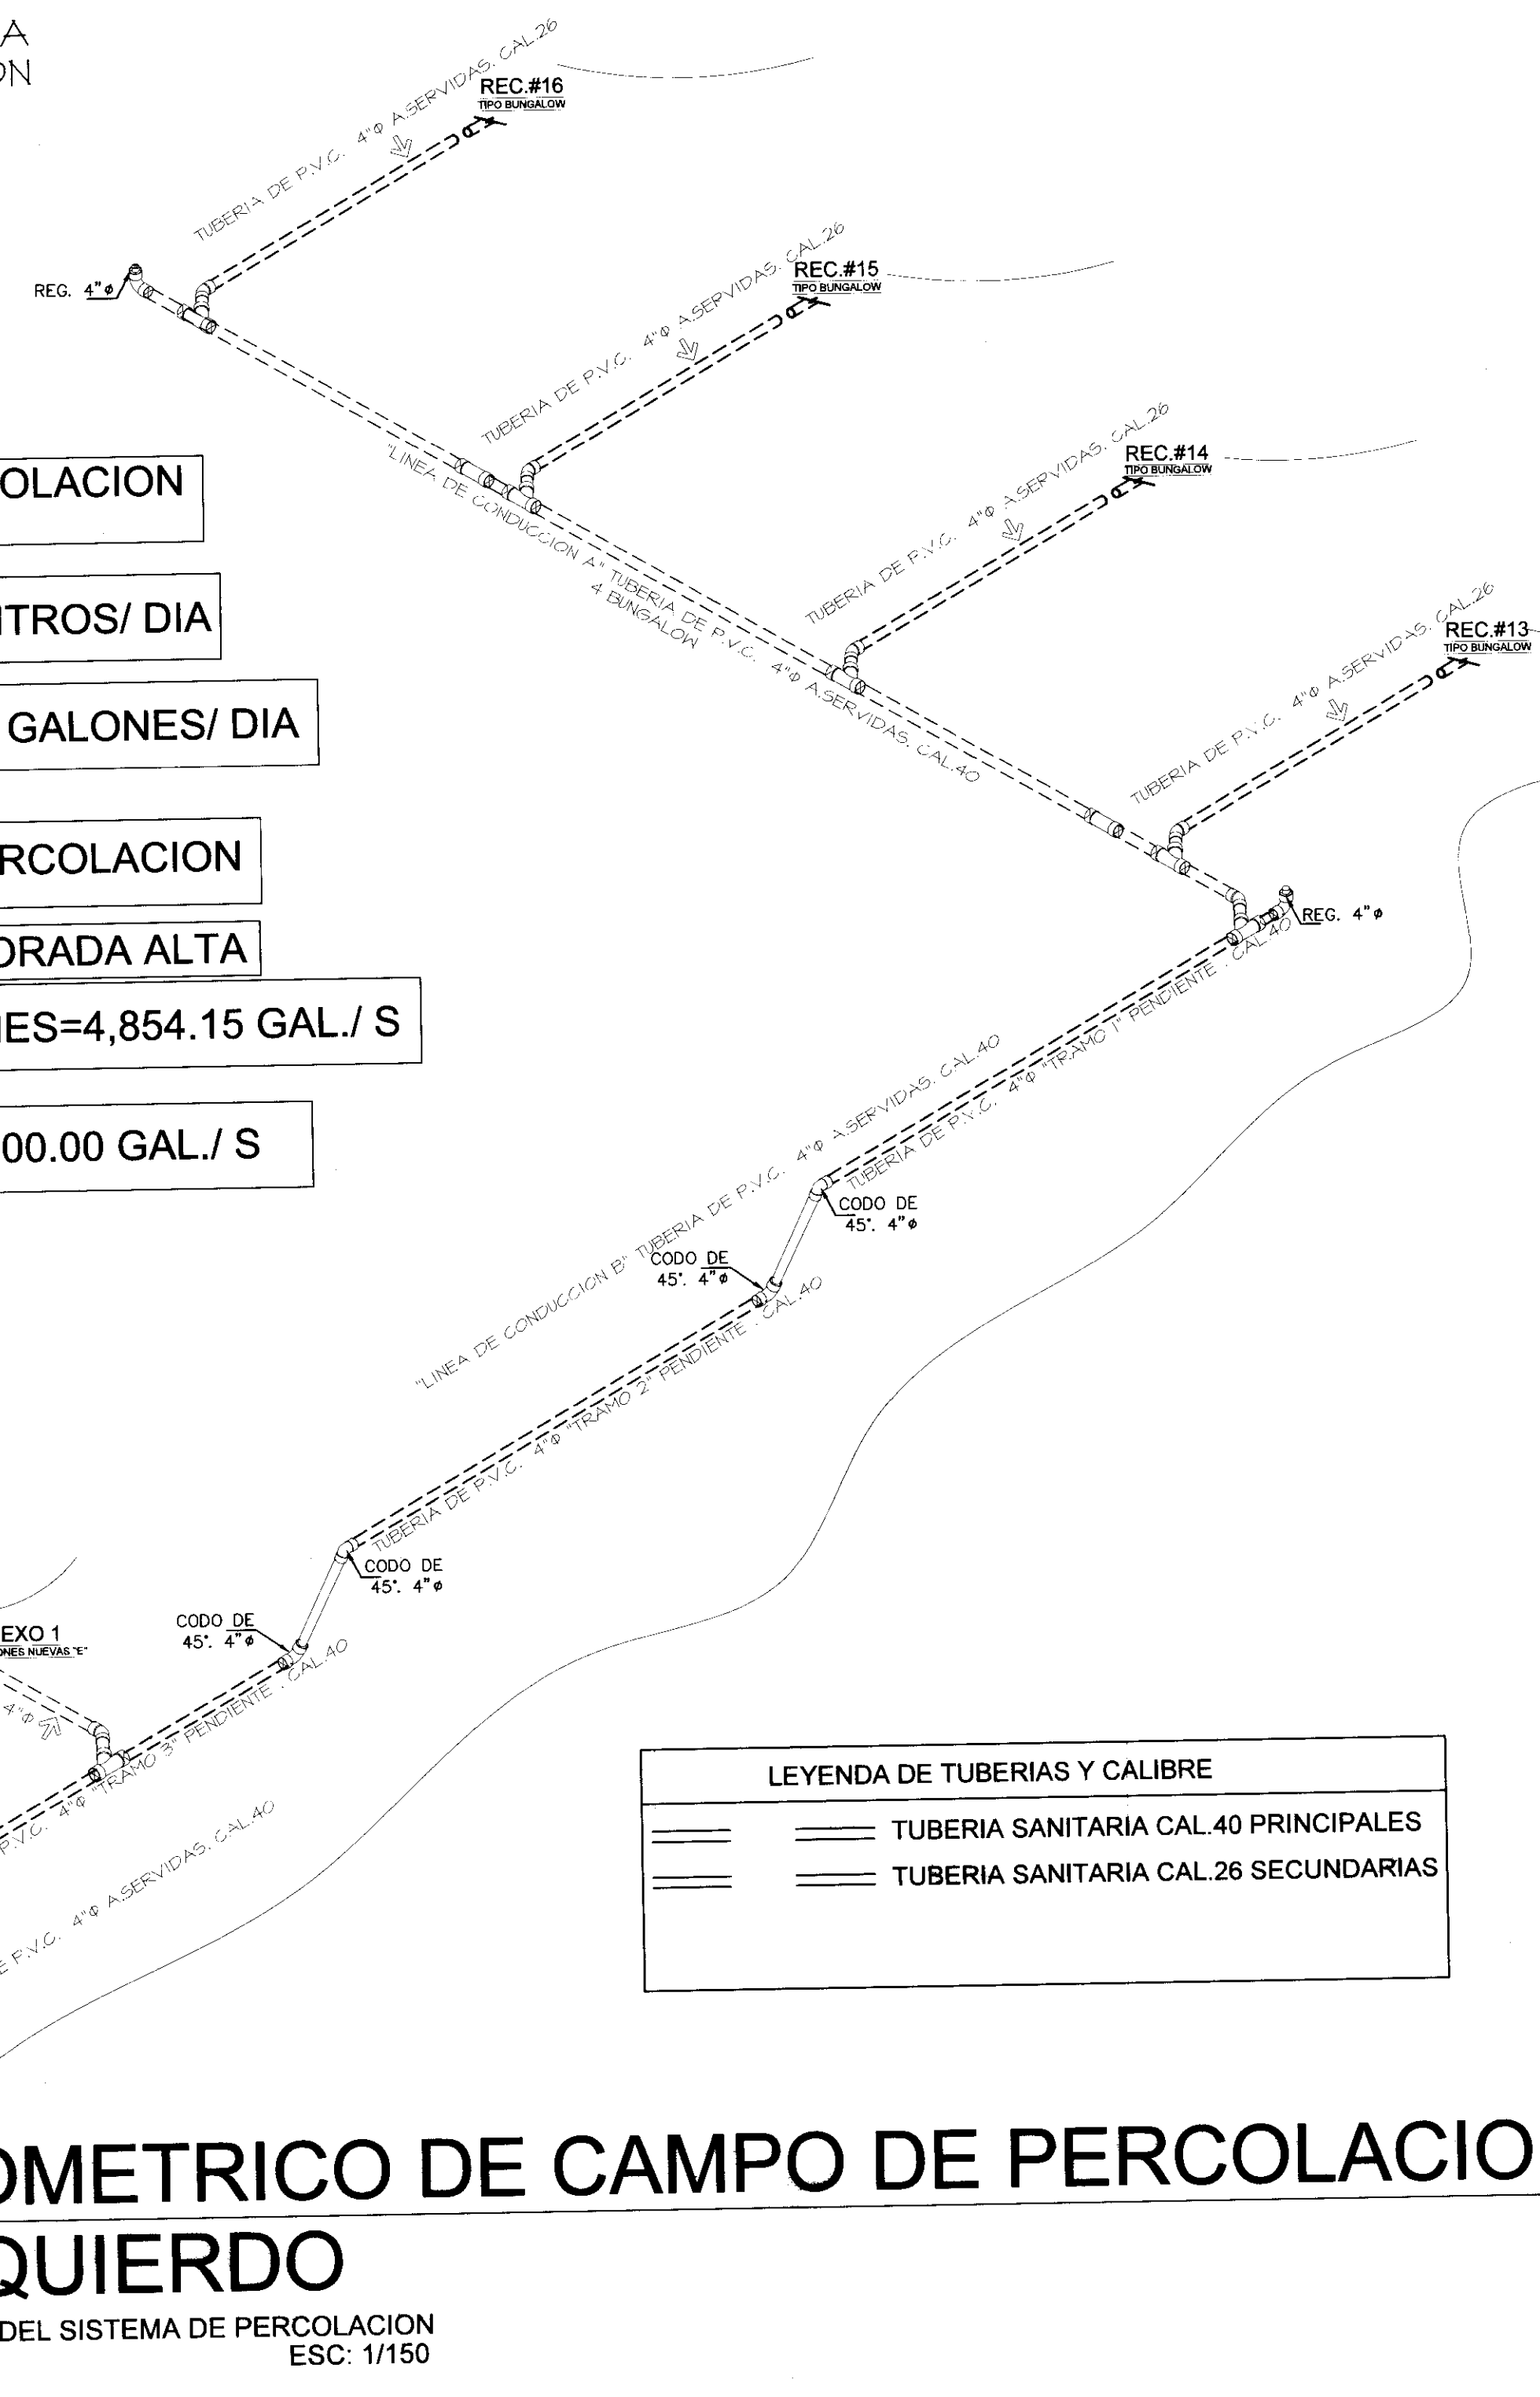 A
ON
TUBERIA DE P.V.C. 4"Φ A.SERVIDAS. CAL.26
REC.#16
TIPO BUNGALOW
REG. 4"ø
TUBERIA DE P.V.C. 4"Φ A.SERVIDAS. CAL.26
REC.#15
TIPO BUNGALOW
TUBERIA DE P.V.C. 4"Φ A.SERVIDAS. CAL.26
REC.#14
TIPO BUNGALOW
TUBERIA DE P.V.C. 4"Φ A.SERVIDAS. CAL.26
REC.#13
TIPO BUNGALOW
"LINEA DE CONDUCCION A" TUBERIA DE P.V.C. 4"Φ A.SERVIDAS. CAL.40
4 BUNGALOW
OLACION
ITROS/ DIA
GALONES/ DIA
RCOLACION
ORADA ALTA
IES=4,854.15 GAL./ S
00.00 GAL./ S
REG. 4"ø
"LINEA DE CONDUCCION B" TUBERIA DE P.V.C. 4"Φ A.SERVIDAS. CAL.40
TUBERIA DE P.V.C. 4"Φ "TRAMO 1" PENDIENTE . CAL.40
CODO DE
45°. 4"ø
CODO DE
45°. 4"ø
TUBERIA DE P.V.C. 4"Φ "TRAMO 2" PENDIENTE . CAL.40
CODO DE
45°. 4"ø
CODO DE
45°. 4"ø
EXO 1
ONES NUEVAS "E"
4"Φ
P.V.C. 4"Φ "TRAMO 3" PENDIENTE . CAL.40
E P.V.C. 4"Φ A.SERVIDAS. CAL.40
LEYENDA DE TUBERIAS Y CALIBRE
TUBERIA SANITARIA CAL.40 PRINCIPALES
TUBERIA SANITARIA CAL.26 SECUNDARIAS
OMETRICO DE CAMPO DE PERCOLACIO
QUIERDO
DEL SISTEMA DE PERCOLACION
ESC: 1/150